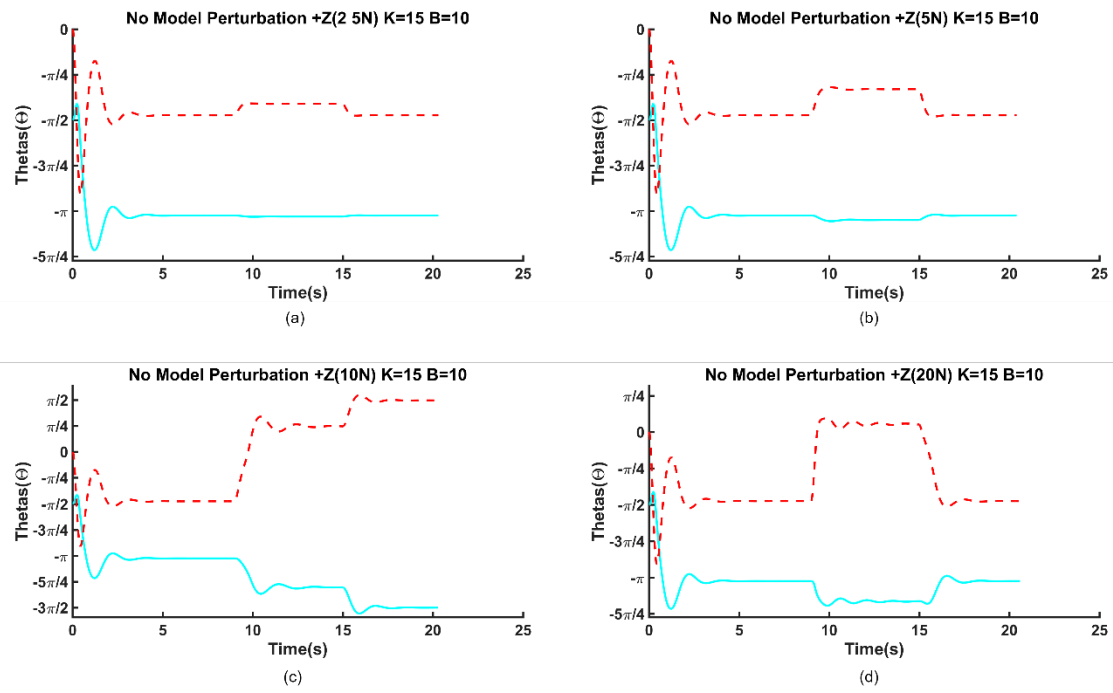 No Model Perturbation +Z(2 5N) K=15 B=10
0
-π/4
-π/2
-3π/4
-π
-5π/4
Thetas(Θ)
0 5 10 15 20 25
Time(s)
(a)
No Model Perturbation +Z(5N) K=15 B=10
0
-π/4
-π/2
-3π/4
-π
-5π/4
Thetas(Θ)
0 5 10 15 20 25
Time(s)
(b)
No Model Perturbation +Z(10N) K=15 B=10
π/2
π/4
0
-π/4
-π/2
-3π/4
-π
-5π/4
-3π/2
Thetas(Θ)
0 5 10 15 20 25
Time(s)
(c)
No Model Perturbation +Z(20N) K=15 B=10
π/4
0
-π/4
-π/2
-3π/4
-π
-5π/4
Thetas(Θ)
0 5 10 15 20 25
Time(s)
(d)